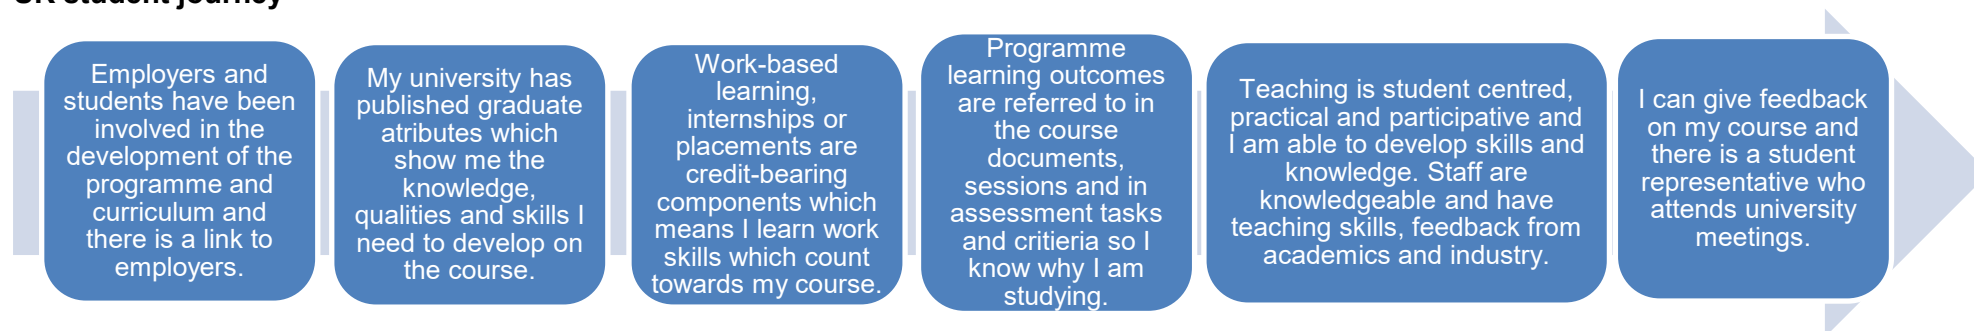 UK student journey
Employers and
students have been
involved in the
development of the
programme and
curriculum and
there is a link to
employers.
My university has
published graduate
atributes which
show me the
knowledge,
qualities and skills I
need to develop on
the course.
Work-based
learning,
internships or
placements are
credit-bearing
components which
means I learn work
skills which count
towards my course.
Programme
learning outcomes
are referred to in
the course
documents,
sessions and in
assessment tasks
and critieria so I
know why I am
studying.
Teaching is student centred,
practical and participative and
I am able to develop skills and
knowledge. Staff are
knowledgeable and have
teaching skills, feedback from
academics and industry.
I can give feedback
on my course and
there is a student
representative who
attends university
meetings.